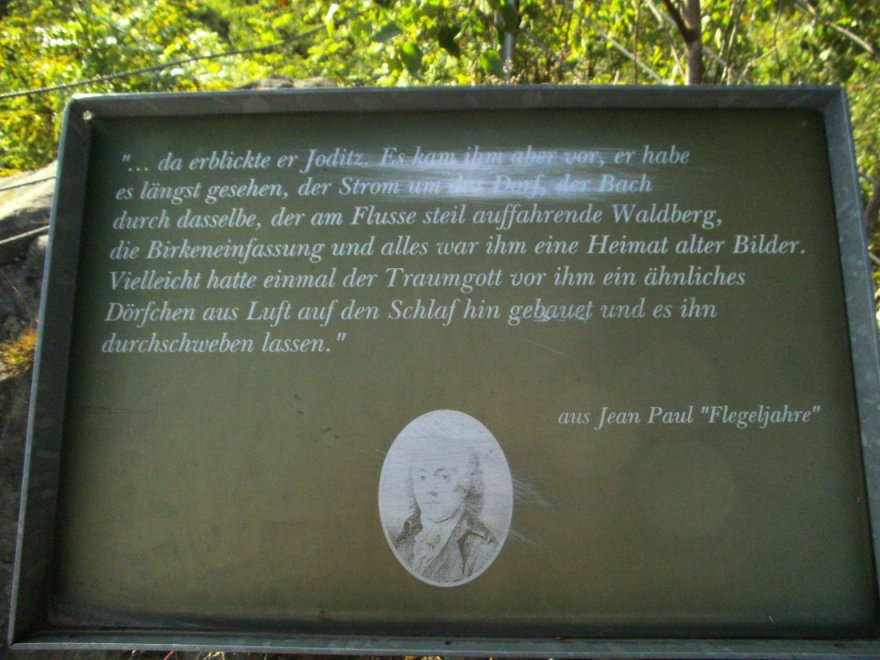 "... da erblickte er Joditz. Es kam ihm aber vor, er habe
es längst gesehen, der Strom um das Dorf, der Bach
durch dasselbe, der am Flusse steil auffahrende Waldberg,
die Birkeneinfassung und alles war ihm eine Heimat alter Bilder.
Vielleicht hatte einmal der Traumgott vor ihm ein ähnliches
Dörfchen aus Luft auf den Schlaf hin gebauet und es ihn
durchschweben lassen."
aus Jean Paul "Flegeljahre"